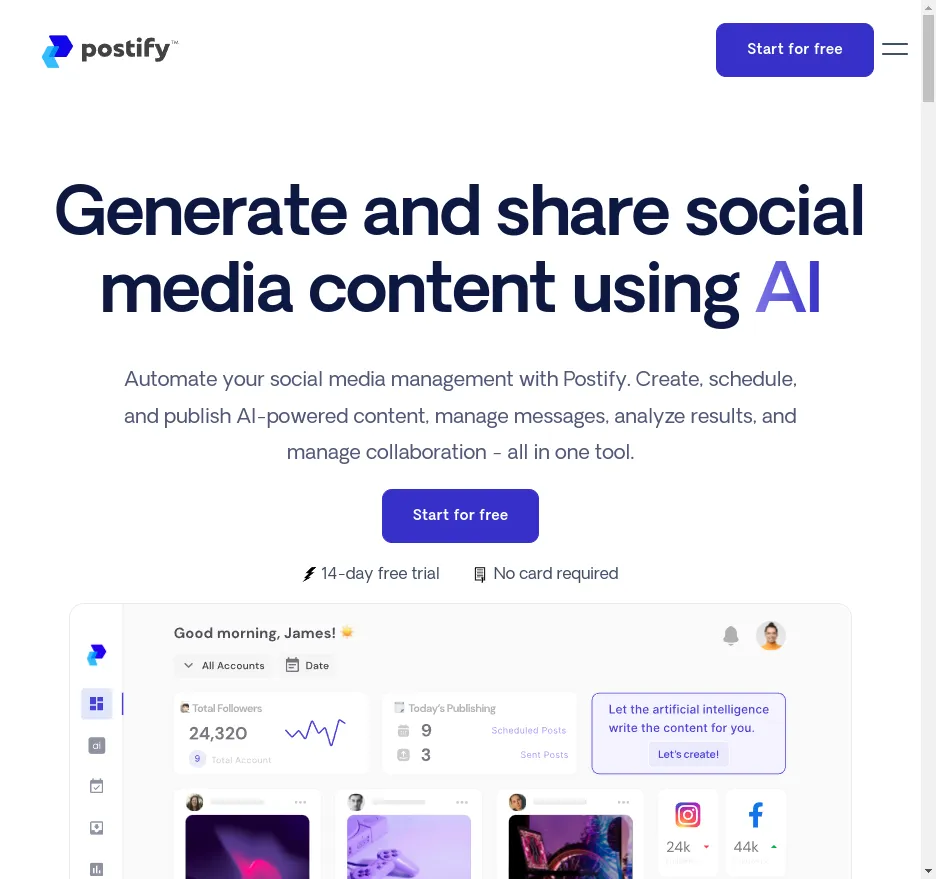 postify™
Start for free
Generate and share social
media content using AI
Automate your social media management with Postify. Create, schedule,
and publish AI-powered content, manage messages, analyze results, and
manage collaboration - all in one tool.
Start for free
14-day free trial
No card required
Good morning, James!
All Accounts
Date
Total Followers
24,320
9 Total Account
Today's Publishing
9 Scheduled Posts
3 Sent Posts
Let the artificial intelligence
write the content for you.
Let's create!
ai
24k
44k